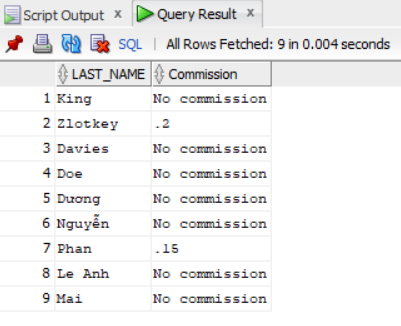 Script Output x Query Result x
SQL | All Rows Fetched: 9 in 0.004 seconds
LAST_NAME Commission
1 King No commission
2 Zlotkey .2
3 Davies No commission
4 Doe No commission
5 Dương No commission
6 Nguyễn No commission
7 Phan .15
8 Le Anh No commission
9 Mai No commission